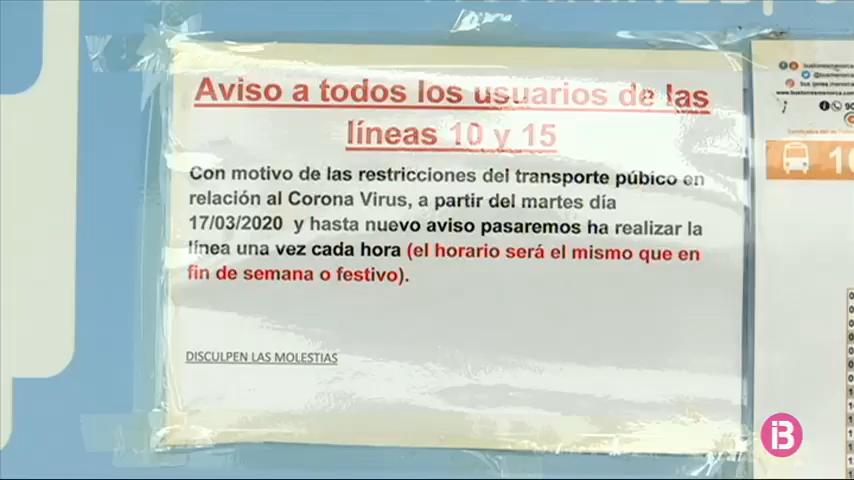 Aviso a todos los usuarios de las
líneas 10 y 15
Con motivo de las restricciones del transporte púbico en
relación al Corona Virus, a partir del martes día
17/03/2020 y hasta nuevo aviso pasaremos ha realizar la
línea una vez cada hora (el horario será el mismo que en
fin de semana o festivo).
DISCULPEN LAS MOLESTIAS
iB